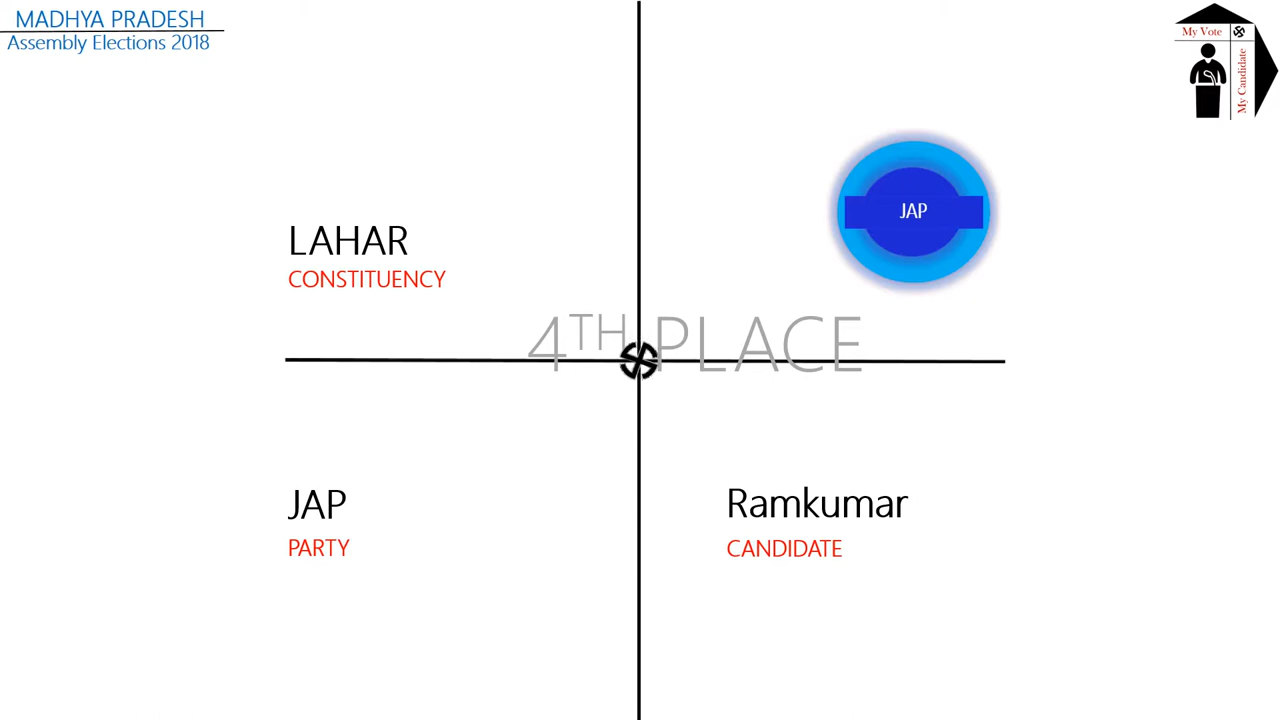 MADHYA PRADESH
Assembly Elections 2018
My Vote
My Candidate
JAP
LAHAR
CONSTITUENCY
4TH PLACE
JAP
PARTY
Ramkumar
CANDIDATE